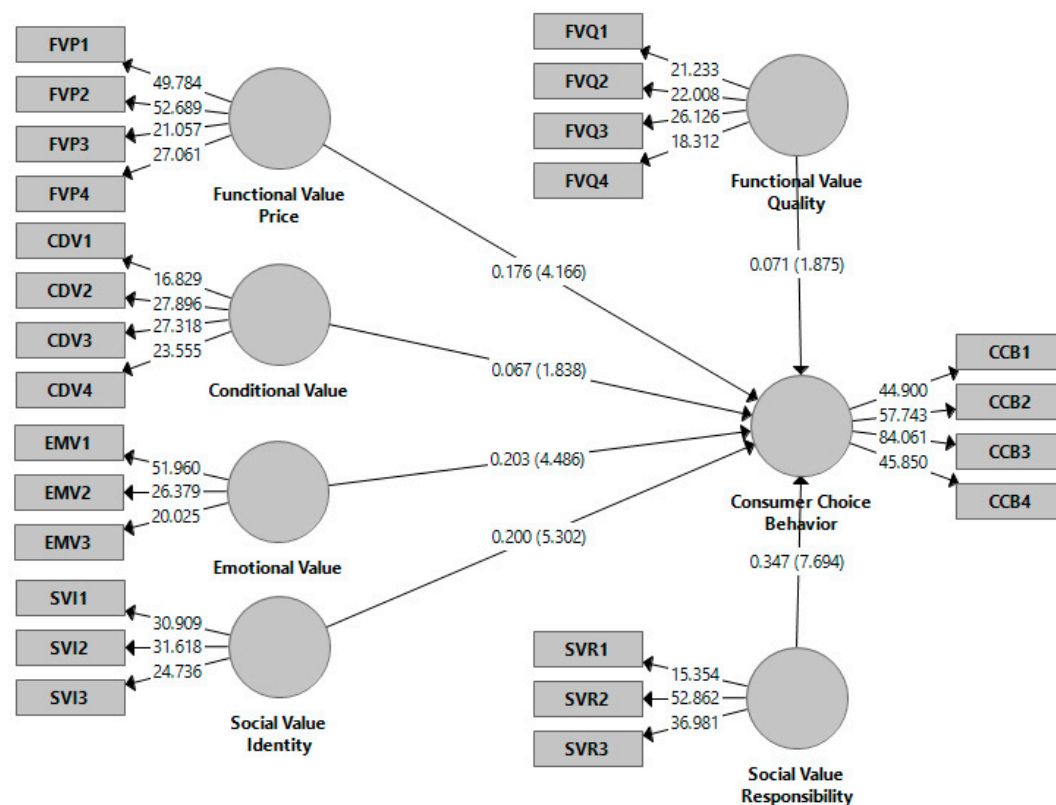 FVP1
FVP2
FVP3
FVP4
49.784
52.689
21.057
27.061
Functional Value
Price
CDV1
CDV2
CDV3
CDV4
16.829
27.896
27.318
23.555
Conditional Value
EMV1
EMV2
EMV3
51.960
26.379
20.025
Emotional Value
SVI1
SVI2
SVI3
30.909
31.618
24.736
Social Value
Identity
FVQ1
FVQ2
FVQ3
FVQ4
21.233
22.008
26.126
18.312
Functional Value
Quality
0.176 (4.166)
0.071 (1.875)
0.067 (1.838)
0.203 (4.486)
0.200 (5.302)
0.347 (7.694)
Consumer Choice
Behavior
44.900
57.743
84.061
45.850
CCB1
CCB2
CCB3
CCB4
SVR1
SVR2
SVR3
15.354
52.862
36.981
Social Value
Responsibility